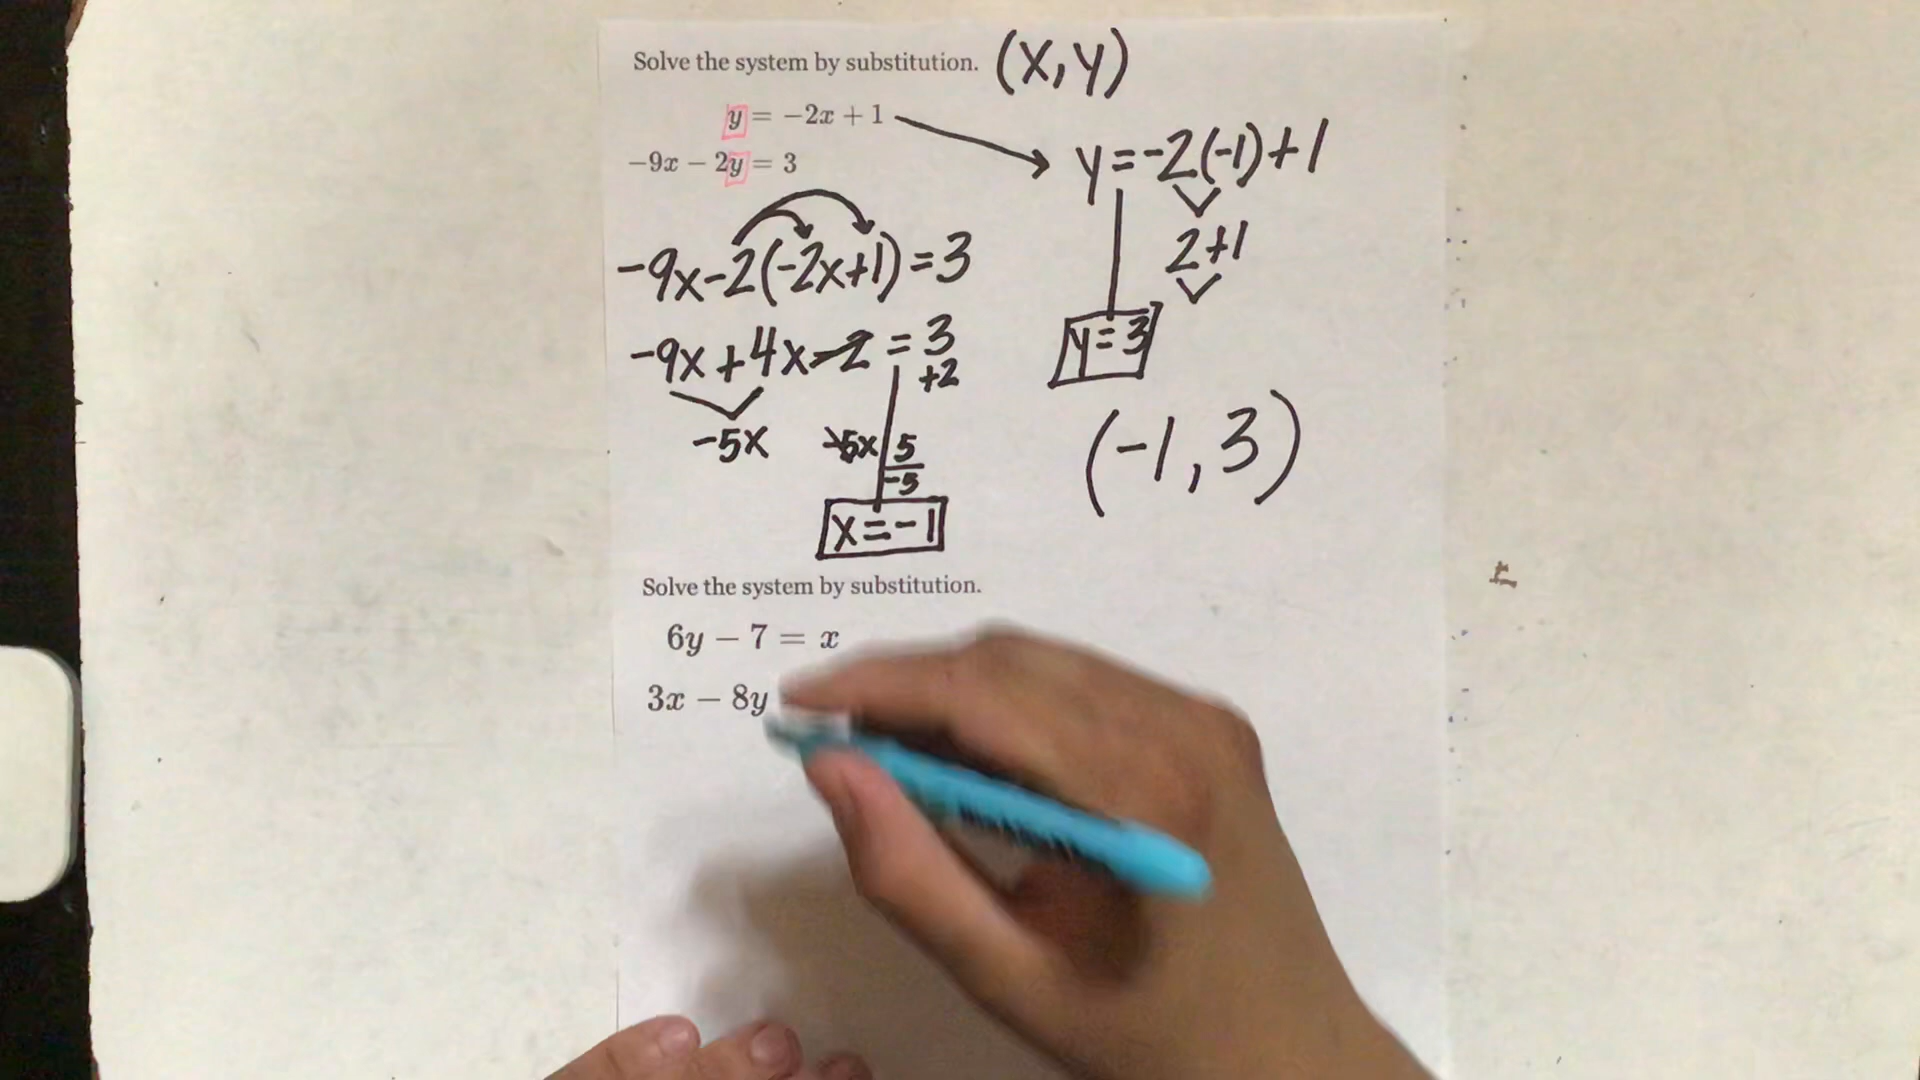 Solve the system by substitution. (x,y)
y = −2x + 1
−9x − 2y = 3
y=-2(-1)+1
2+1
y=3
(-1,3)
-9x-2(-2x+1)=3
-9x+4x-2=3
+2
-5x
-5x 5
-5
x=-1
Solve the system by substitution.
6y − 7 = x
3x − 8y